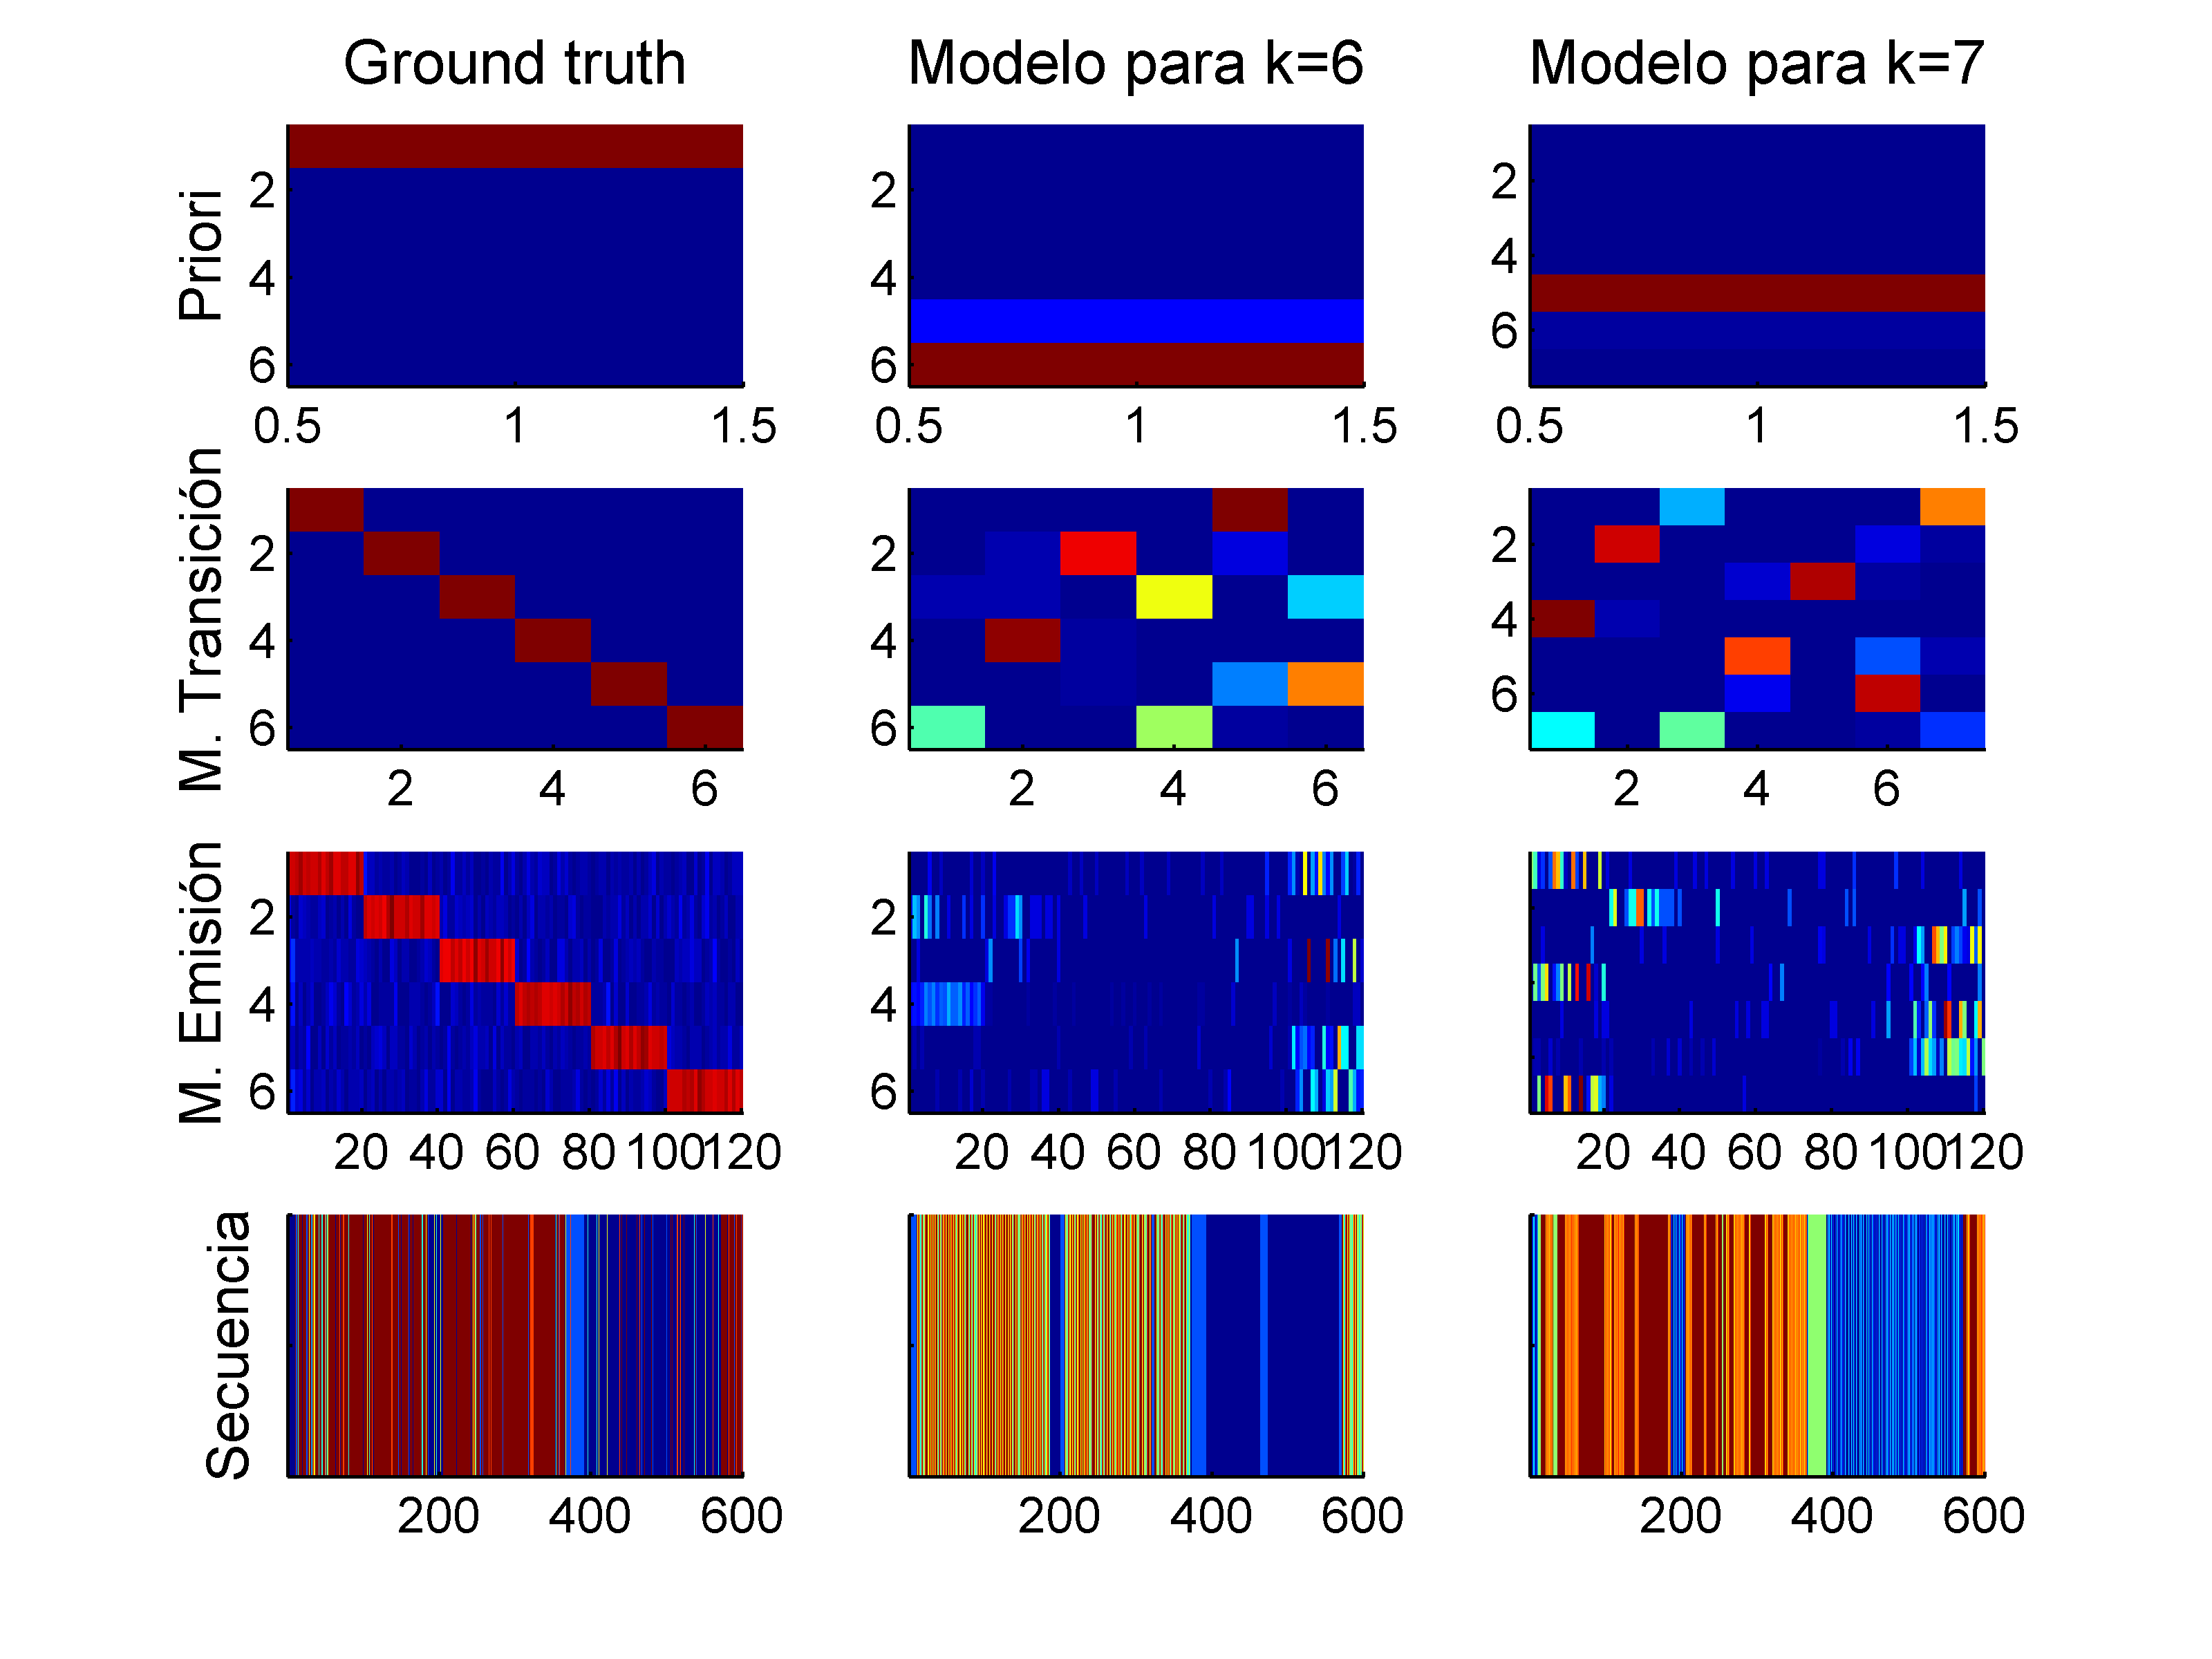 Ground truth Modelo para k=6 Modelo para k=7
Priori
2 2 2
4 4 4
6 6 6
0.5 1 1.5 0.5 1 1.5 0.5 1 1.5
M. Transición
2 2 2
4 4 4
6 6 6
2 4 6 2 4 6 2 4 6
M. Emisión
2 2
4 4
6 6
20 40 60 80 100 120 20 40 60 80 100 120 20 40 60 80 100 120
Secuencia
200 400 600 200 400 600 200 400 600